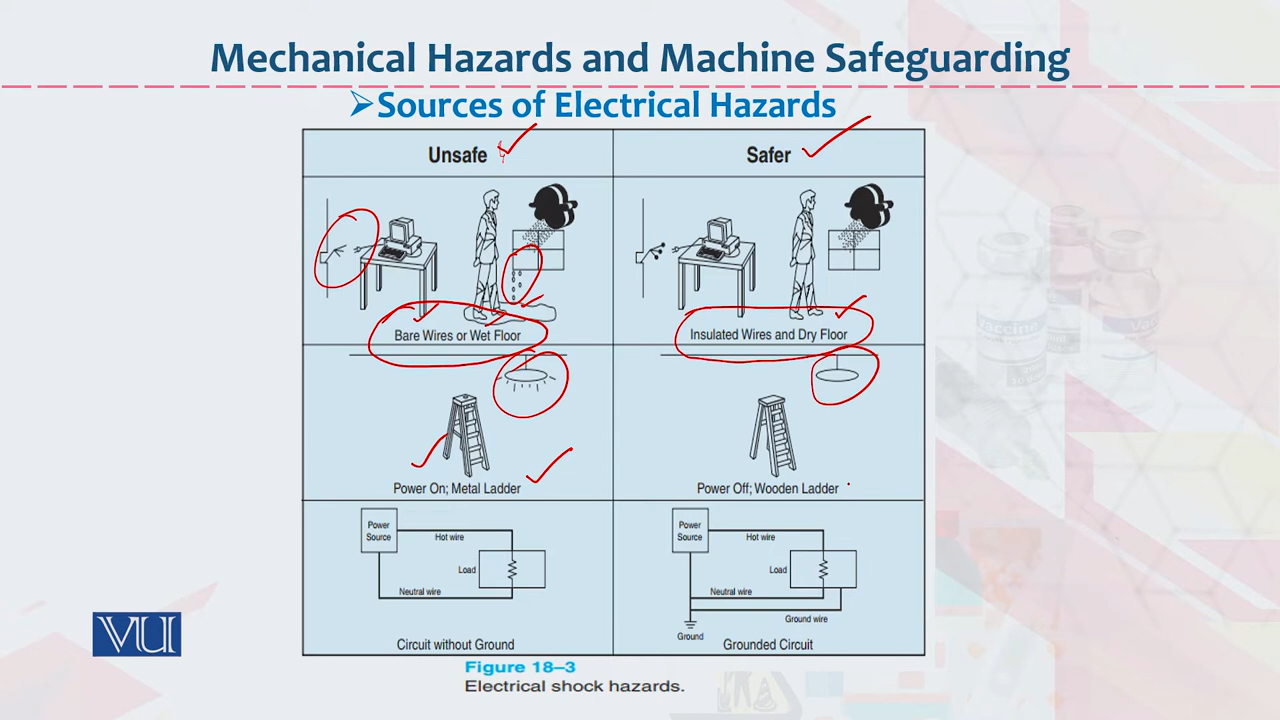 Mechanical Hazards and Machine Safeguarding
➢Sources of Electrical Hazards
Unsafe
Safer
Bare Wires or Wet Floor
Insulated Wires and Dry Floor
Power On; Metal Ladder
Power Off; Wooden Ladder
Power
Source
Hot wire
Load
Neutral wire
Circuit without Ground
Power
Source
Hot wire
Load
Neutral wire
Ground wire
Ground
Grounded Circuit
VU
Figure 18–3
Electrical shock hazards.
Vaccine